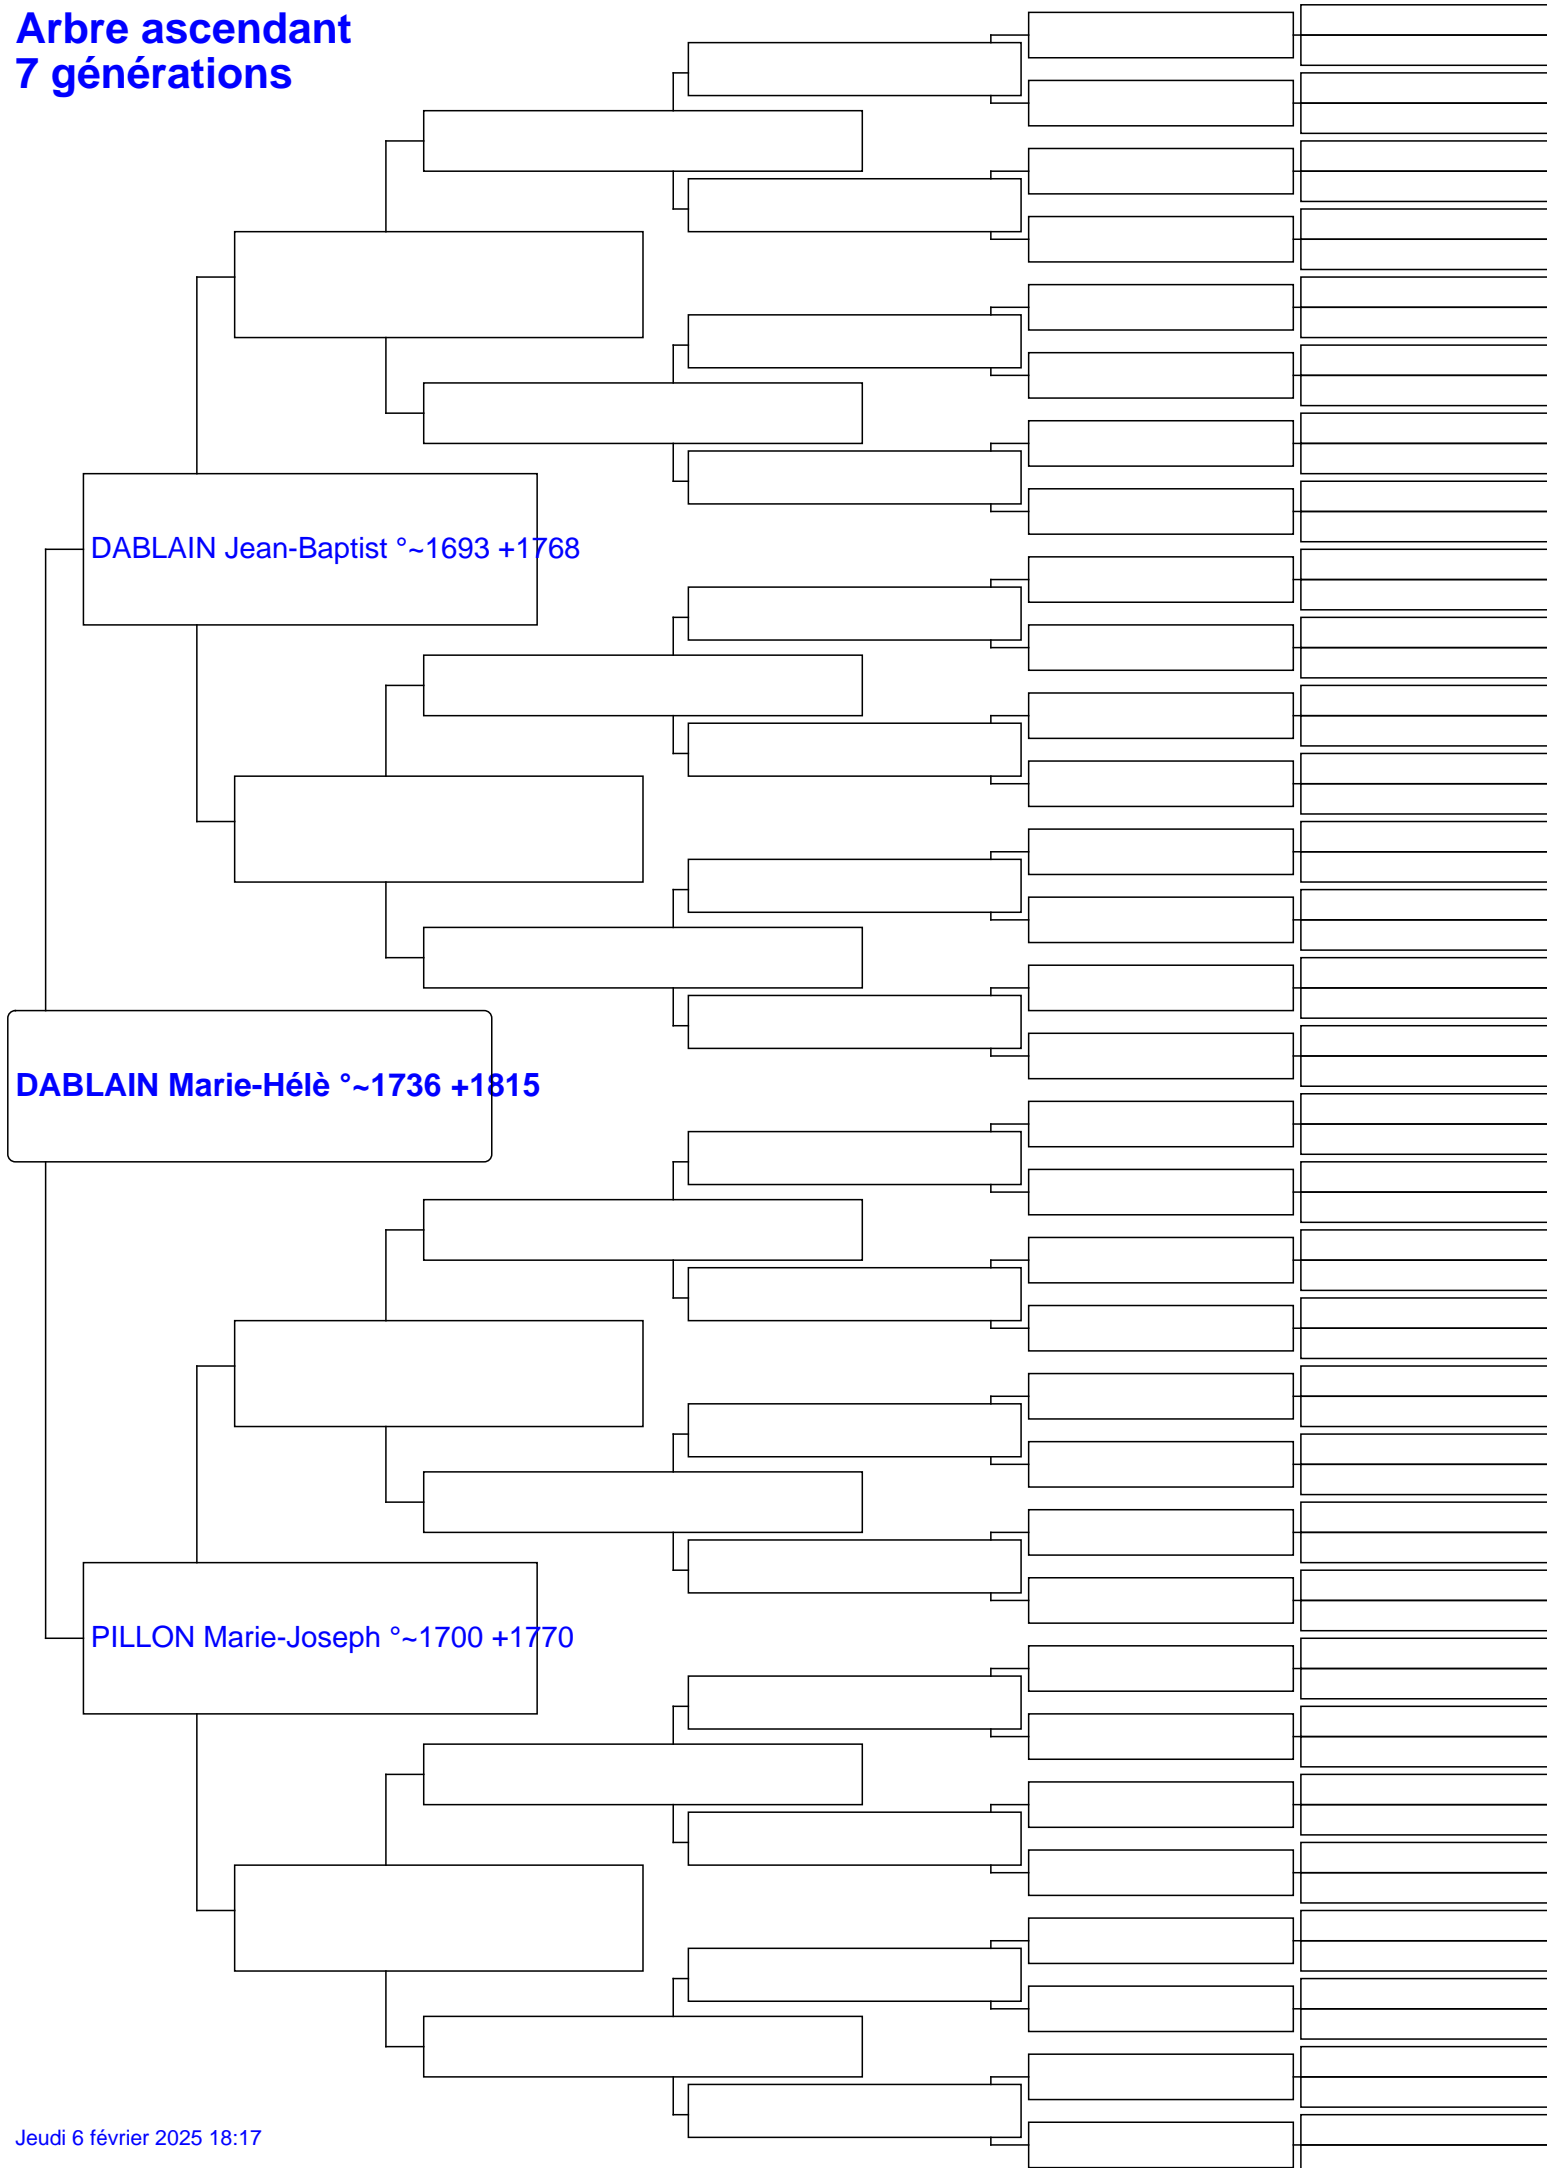 Arbre ascendant
7 générations
DABLAIN Jean-Baptist °~1693 +1768
DABLAIN Marie-Hélè °~1736 +1815
PILLON Marie-Joseph °~1700 +1770
Jeudi 6 février 2025 18:17